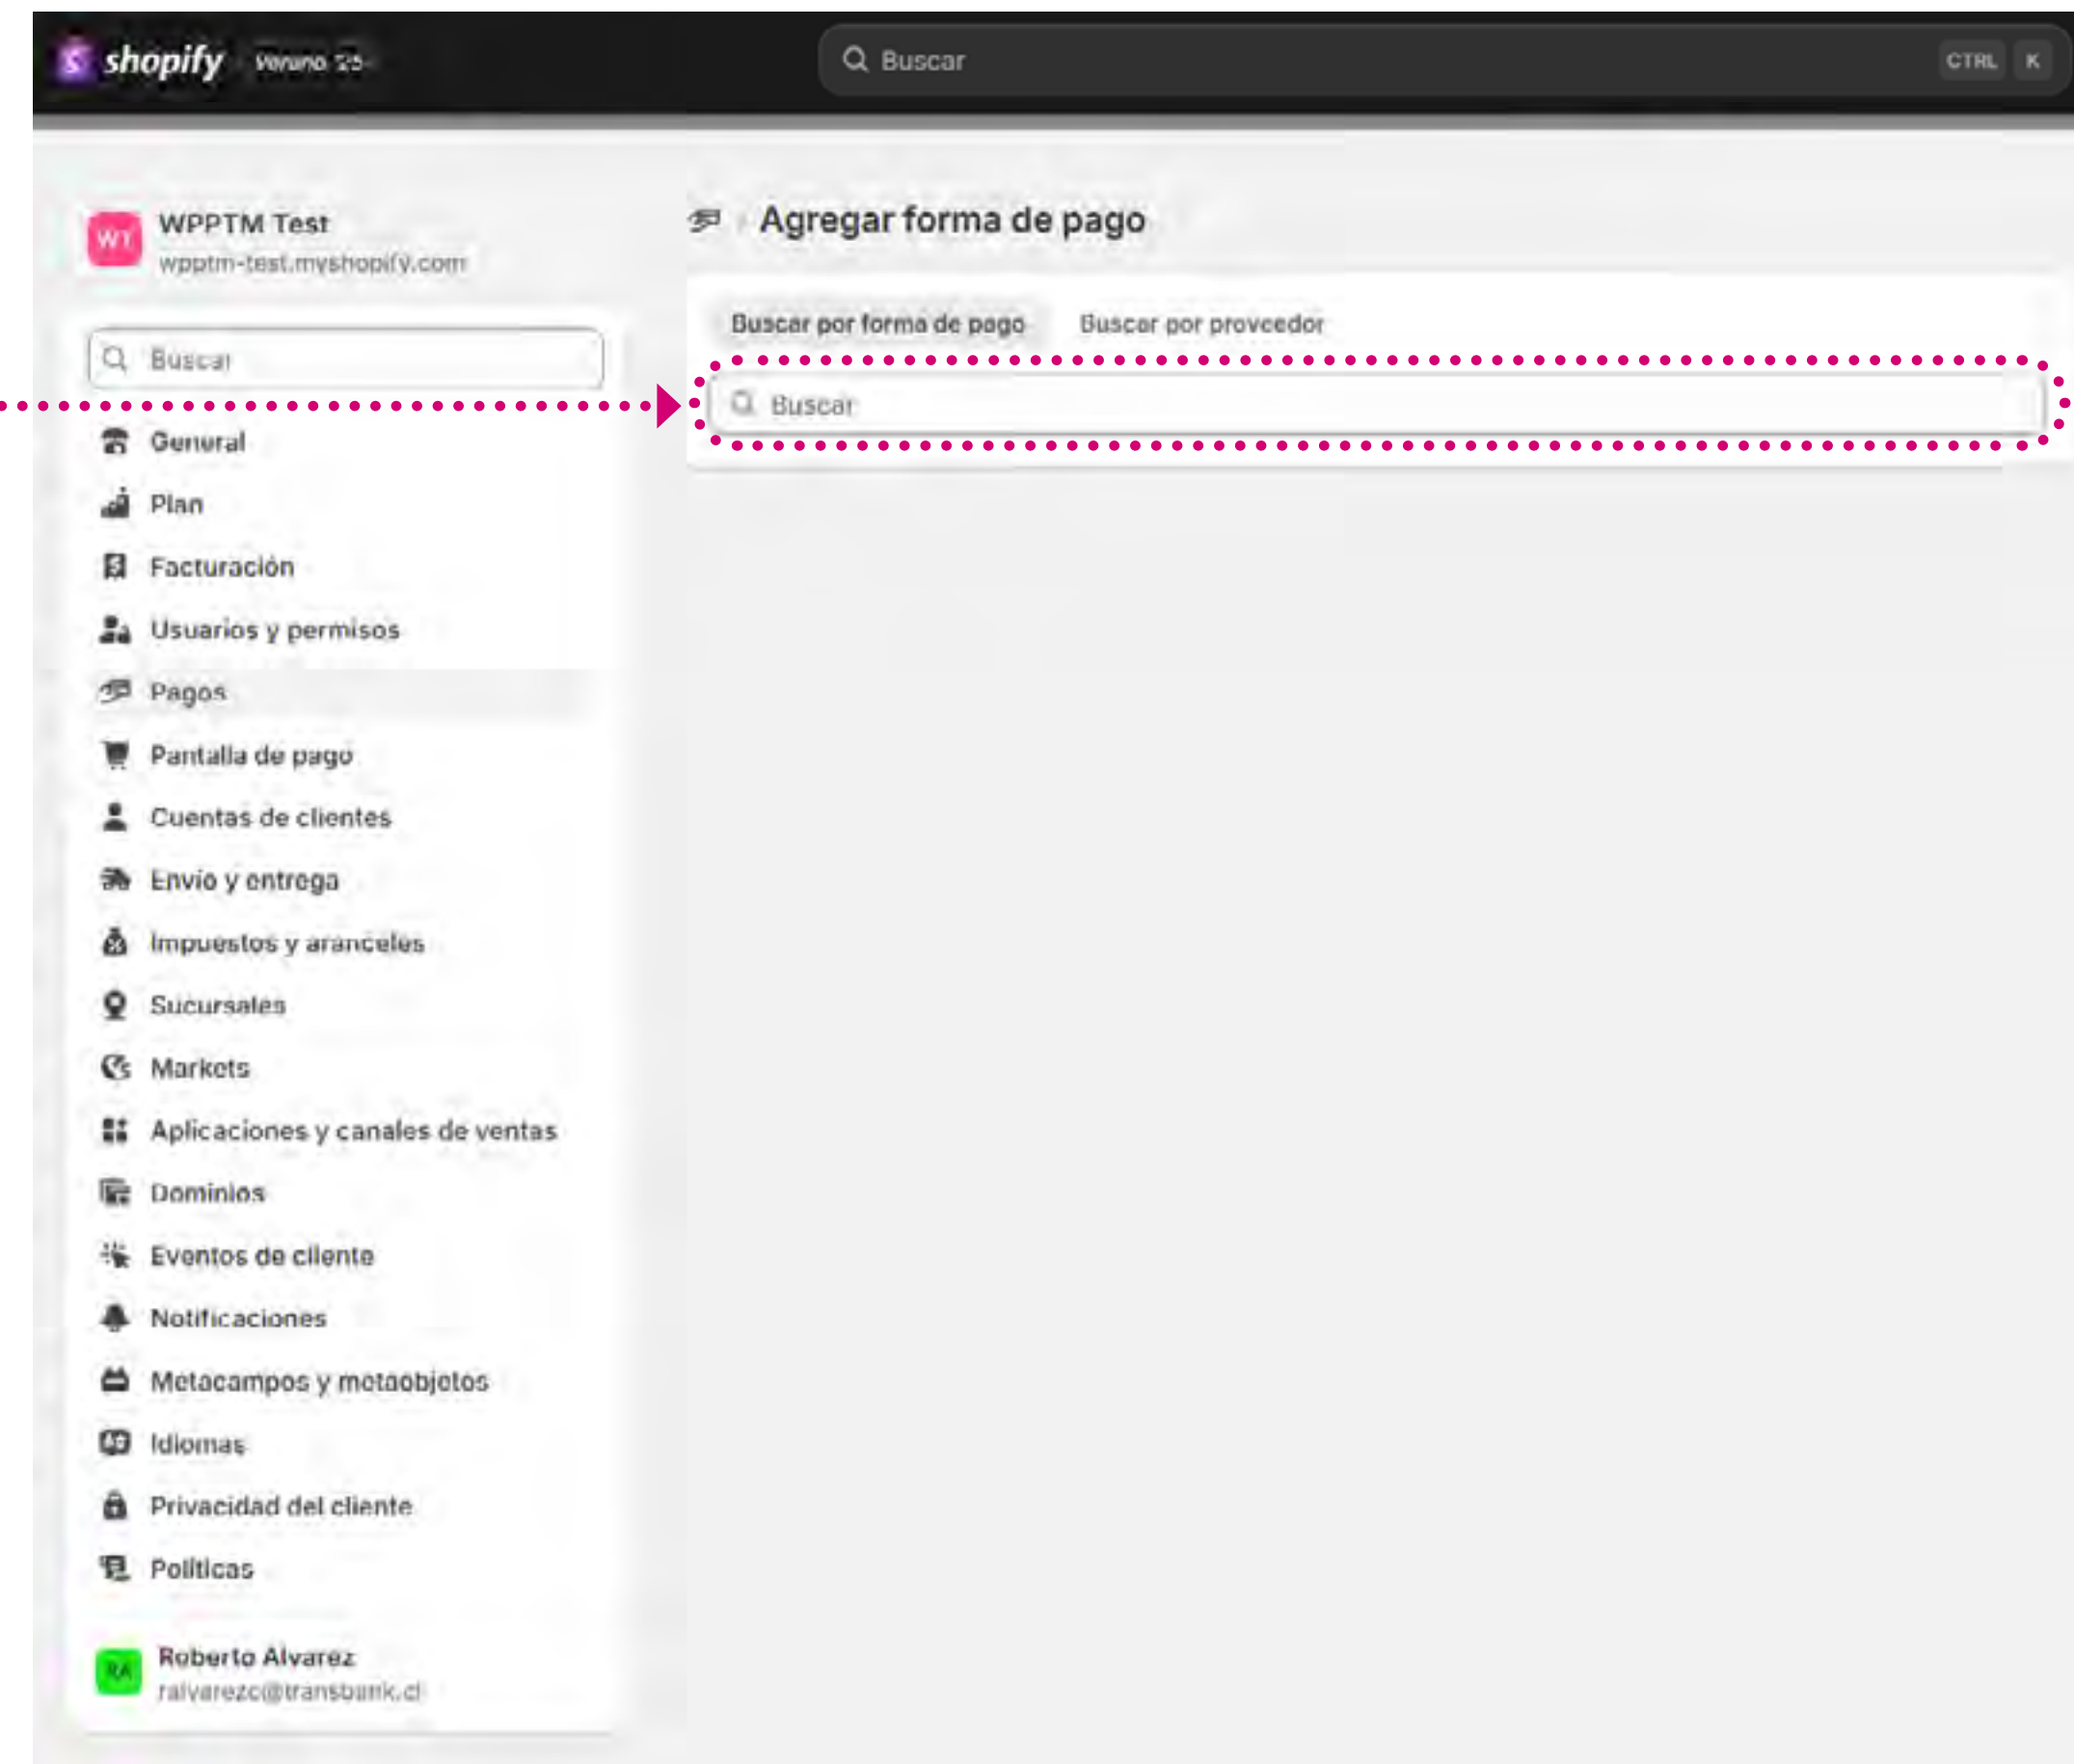 shopify Verano '25
Buscar
CTRL K
WT
WPPTM Test
wpptm-test.myshopify.com
Buscar
General
Plan
Facturación
Usuarios y permisos
Pagos
Pantalla de pago
Cuentas de clientes
Envío y entrega
Impuestos y aranceles
Sucursales
Markets
Aplicaciones y canales de ventas
Dominios
Eventos de cliente
Notificaciones
Metacampos y metaobjetos
Idiomas
Privacidad del cliente
Políticas
RA
Roberto Alvarez
ralvarezc@transbank.cl
Agregar forma de pago
Buscar por forma de pago Buscar por proveedor
Buscar